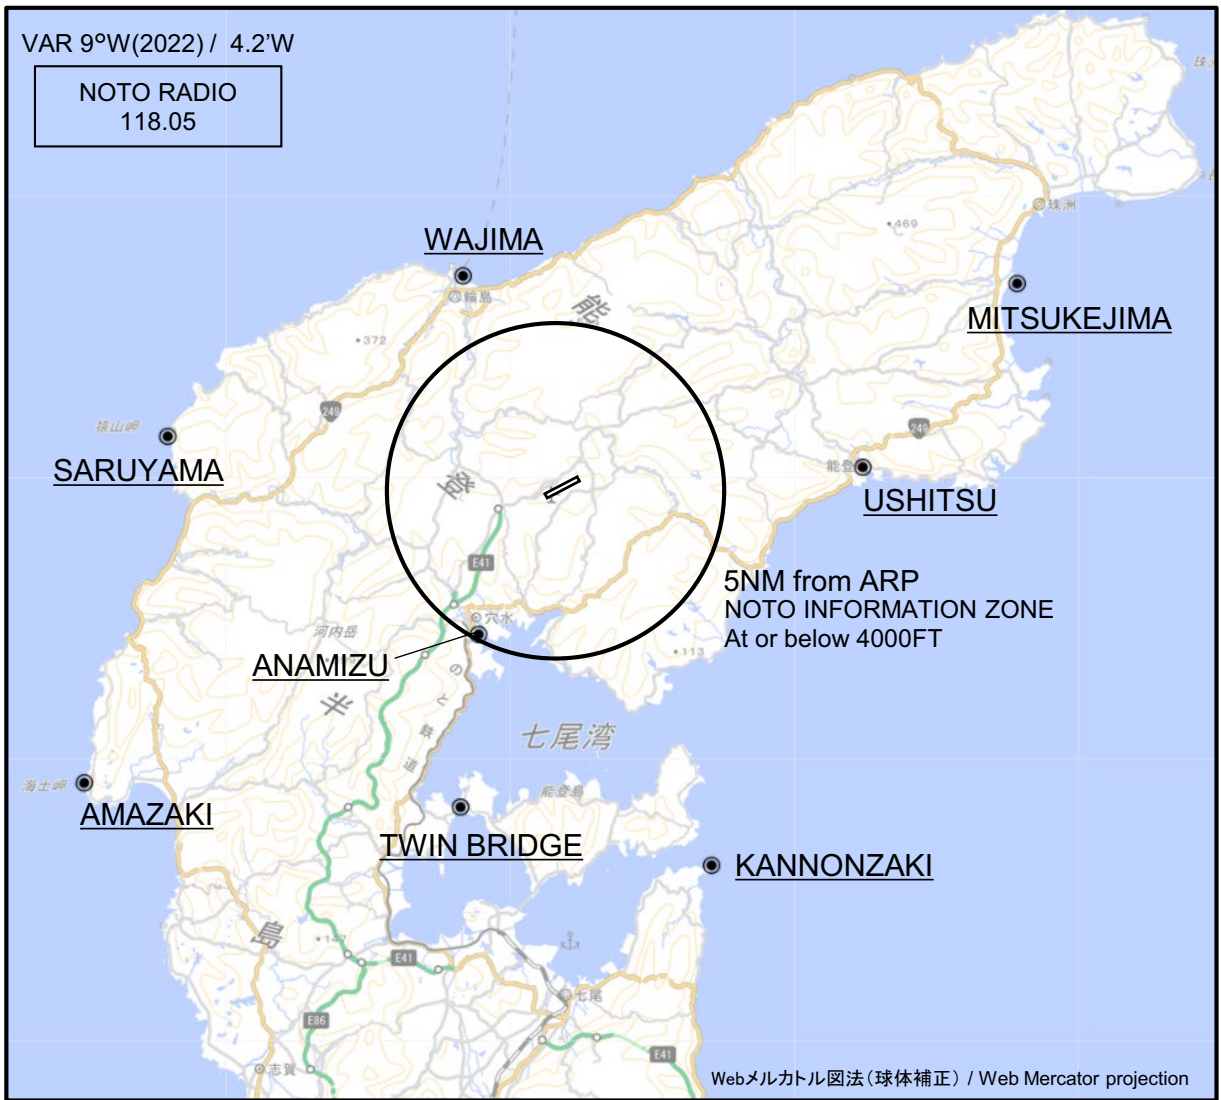 VAR 9°W(2022) / 4.2'W
NOTO RADIO
118.05
珠洲
469
WAJIMA
輪島
能
MITSUKEJIMA
372
249
猿山岬
249
SARUYAMA
能登
登
USHITSU
E41
5NM from ARP
NOTO INFORMATION ZONE
At or below 4000FT
穴水
河内岳
113
ANAMIZU
のと鉄道
半
七尾湾
海士岬
能登島
AMAZAKI
TWIN BRIDGE
KANNONZAKI
島
147
E41
七尾
E86
E41
志賀
Webメルカトル図法(球体補正) / Web Mercator projection